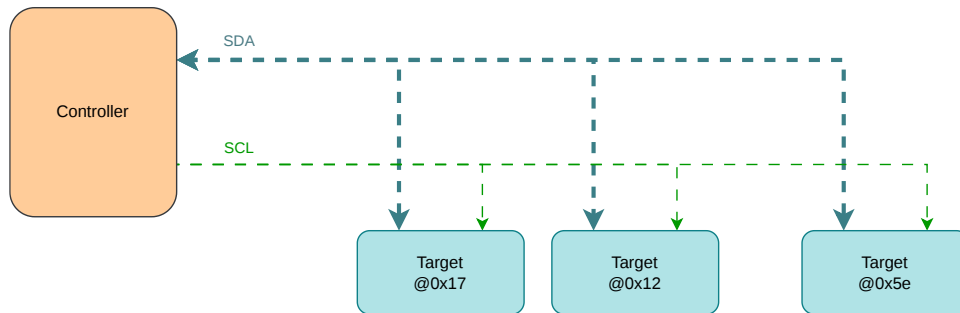 SDA
Controller
SCL
Target
@0x17
Target
@0x12
Target
@0x5e